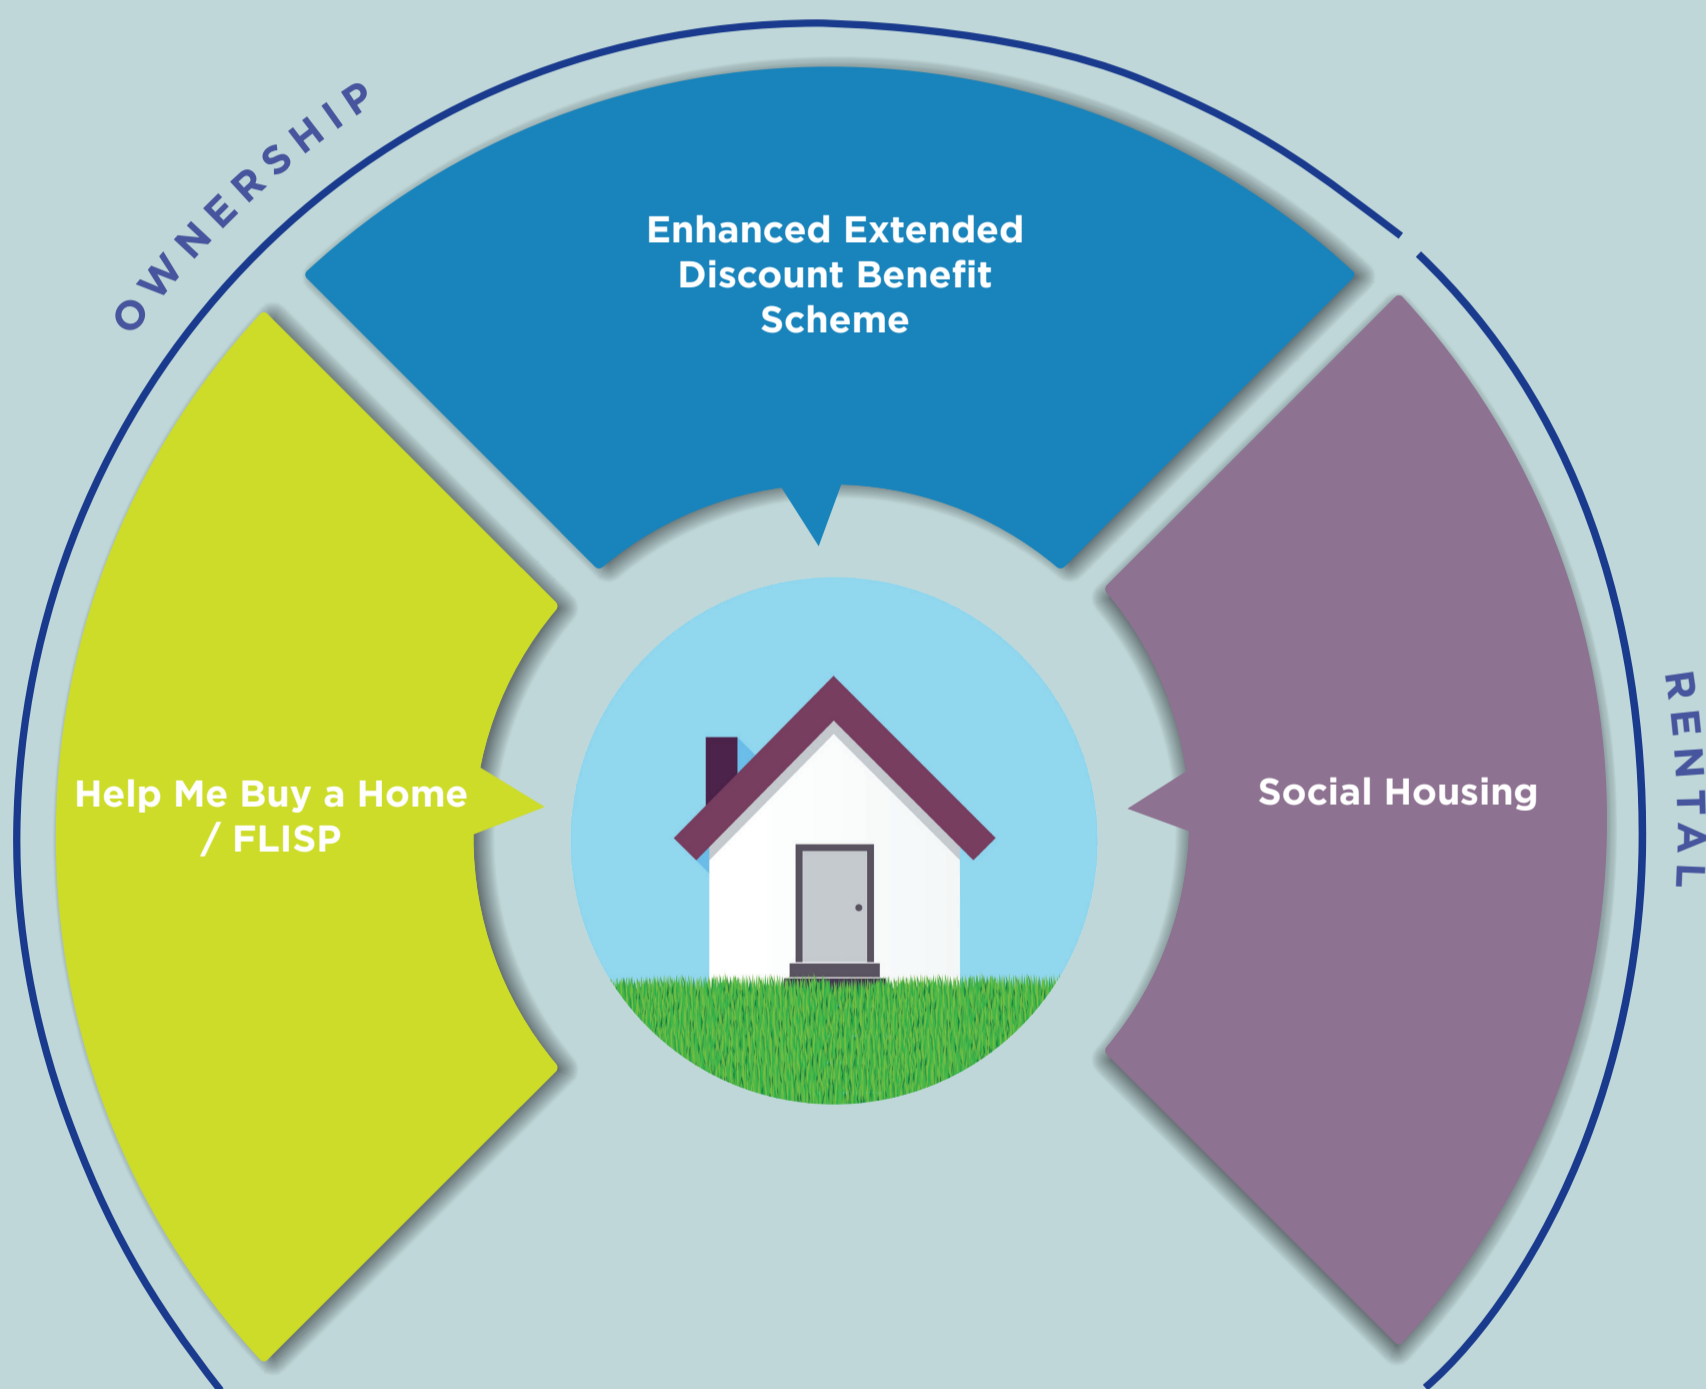 OWNERSHIP
Enhanced Extended
Discount Benefit
Scheme
Help Me Buy a Home
/ FLISP
Social Housing
RENTAL